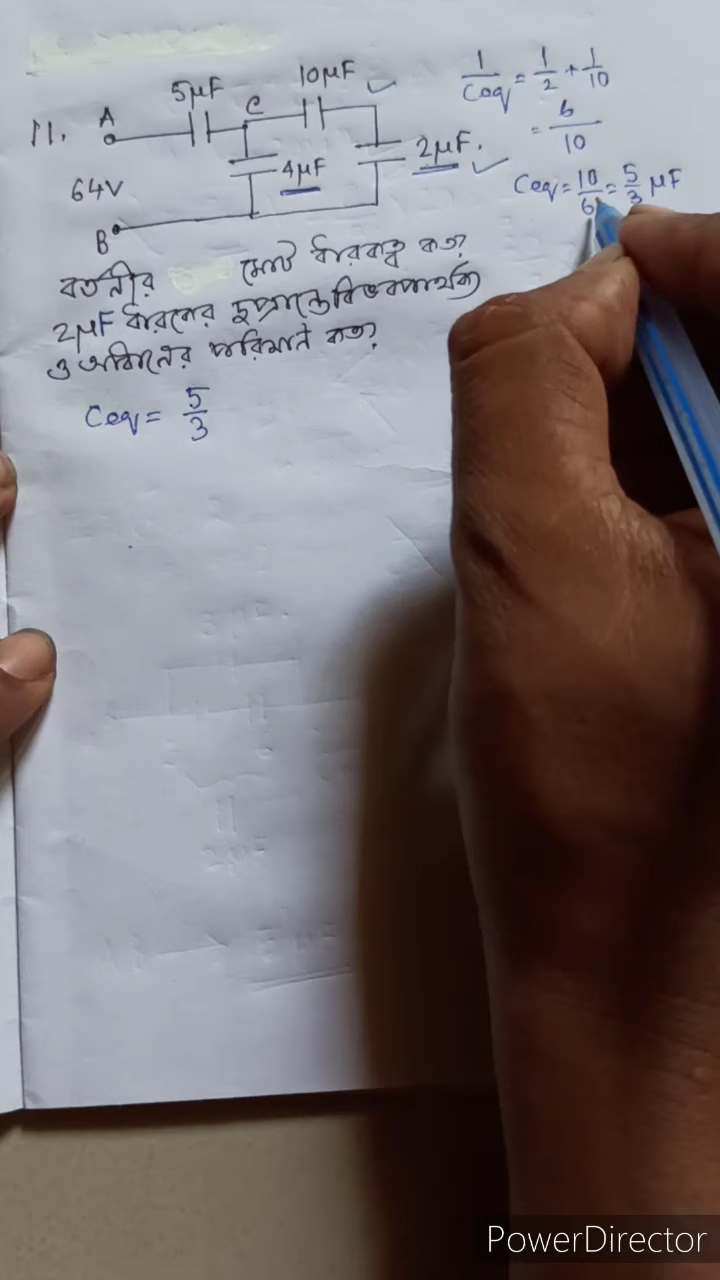 11. A 5μF C 10μF
4μF 2μF.
64V
B
1/Ceq = 1/2 + 1/10
= 6/10
Ceq = 10/6 = 5/3 μF
বর্তনীর মোট ধারকত্ব কত?
2μF ধারকের দুপ্রান্তে বিভবপার্থক্য
ও আধানের পরিমান কত?
Ceq = 5/3
PowerDirector